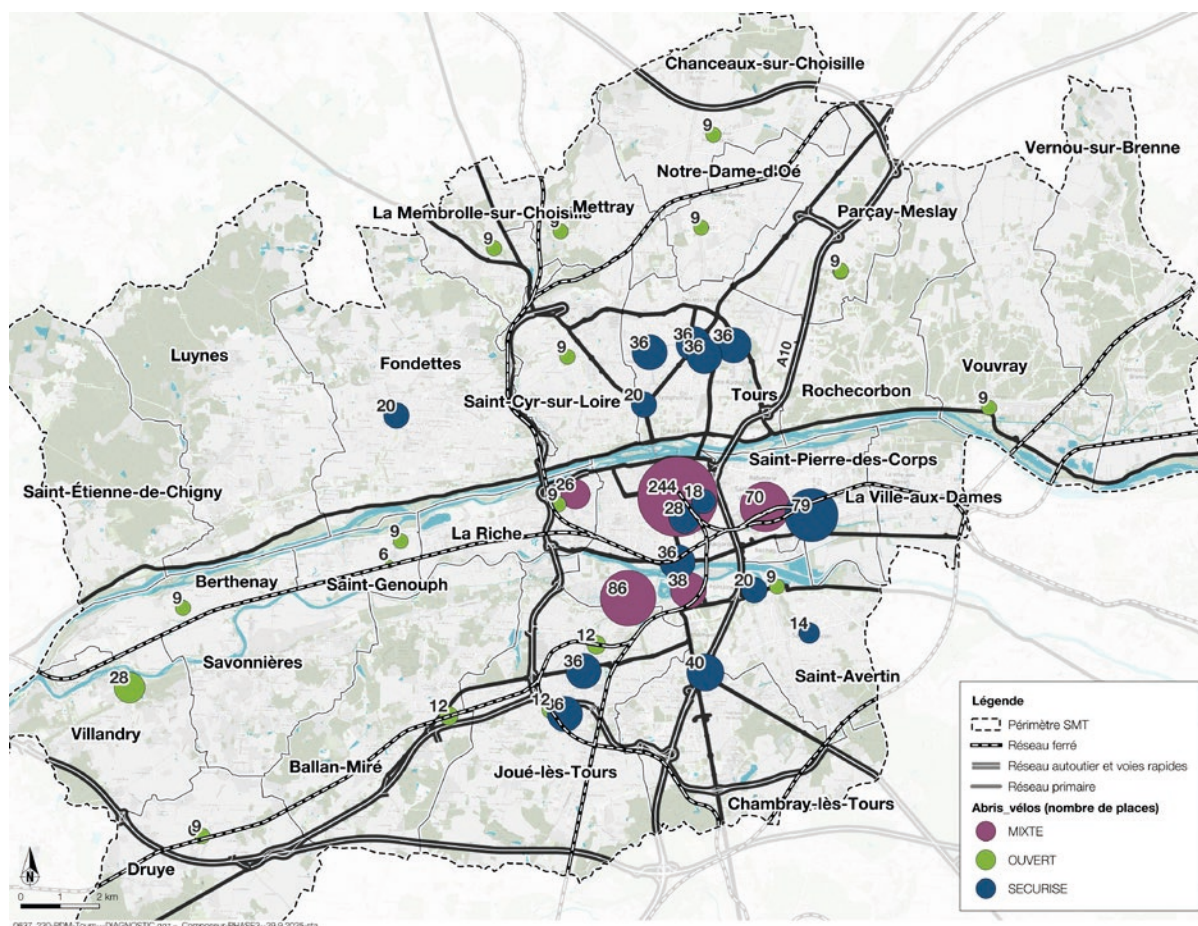 Chanceaux-sur-Choisille
9
Vernou-sur-Brenne
Notre-Dame-d'Oé
La Membrolle-sur-Choisille
Mettray
Parçay-Meslay
9
9
9
9
Luynes
Fondettes
36
36
36
36
A10
9
Vouvray
20
20
Saint-Cyr-sur-Loire
Tours
Rochecorbon
9
Saint-Pierre-des-Corps
Saint-Étienne-de-Chigny
26
9
244
18
70
La Ville-aux-Dames
79
28
La Riche
9
6
36
Berthenay
Saint-Genouph
9
86
38
20
9
14
12
Savonnières
28
36
40
Saint-Avertin
Villandry
12
12
36
Ballan-Miré
Joué-lès-Tours
Chambray-lès-Tours
9
Druye
N
0 1 2 km
Légende
Périmètre SMT
Réseau ferré
Réseau autoutier et voies rapides
Réseau primaire
Abris_vélos (nombre de places)
MIXTE
OUVERT
SECURISE